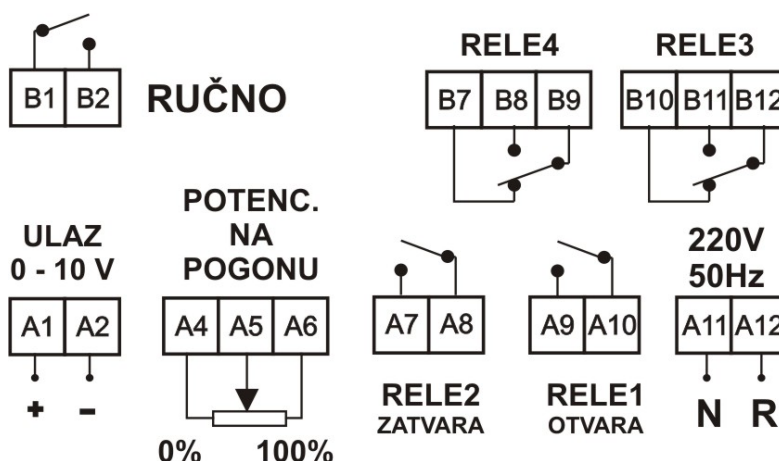 RELE4
RELE3
B1 B2
RUČNO
B7 B8 B9
B10 B11 B12
ULAZ
0 - 10 V
POTENC.
NA
POGONU
220V
50Hz
A1 A2
A4 A5 A6
A7 A8
A9 A10
A11 A12
+ -
0% 100%
RELE2
ZATVARA
RELE1
OTVARA
N R